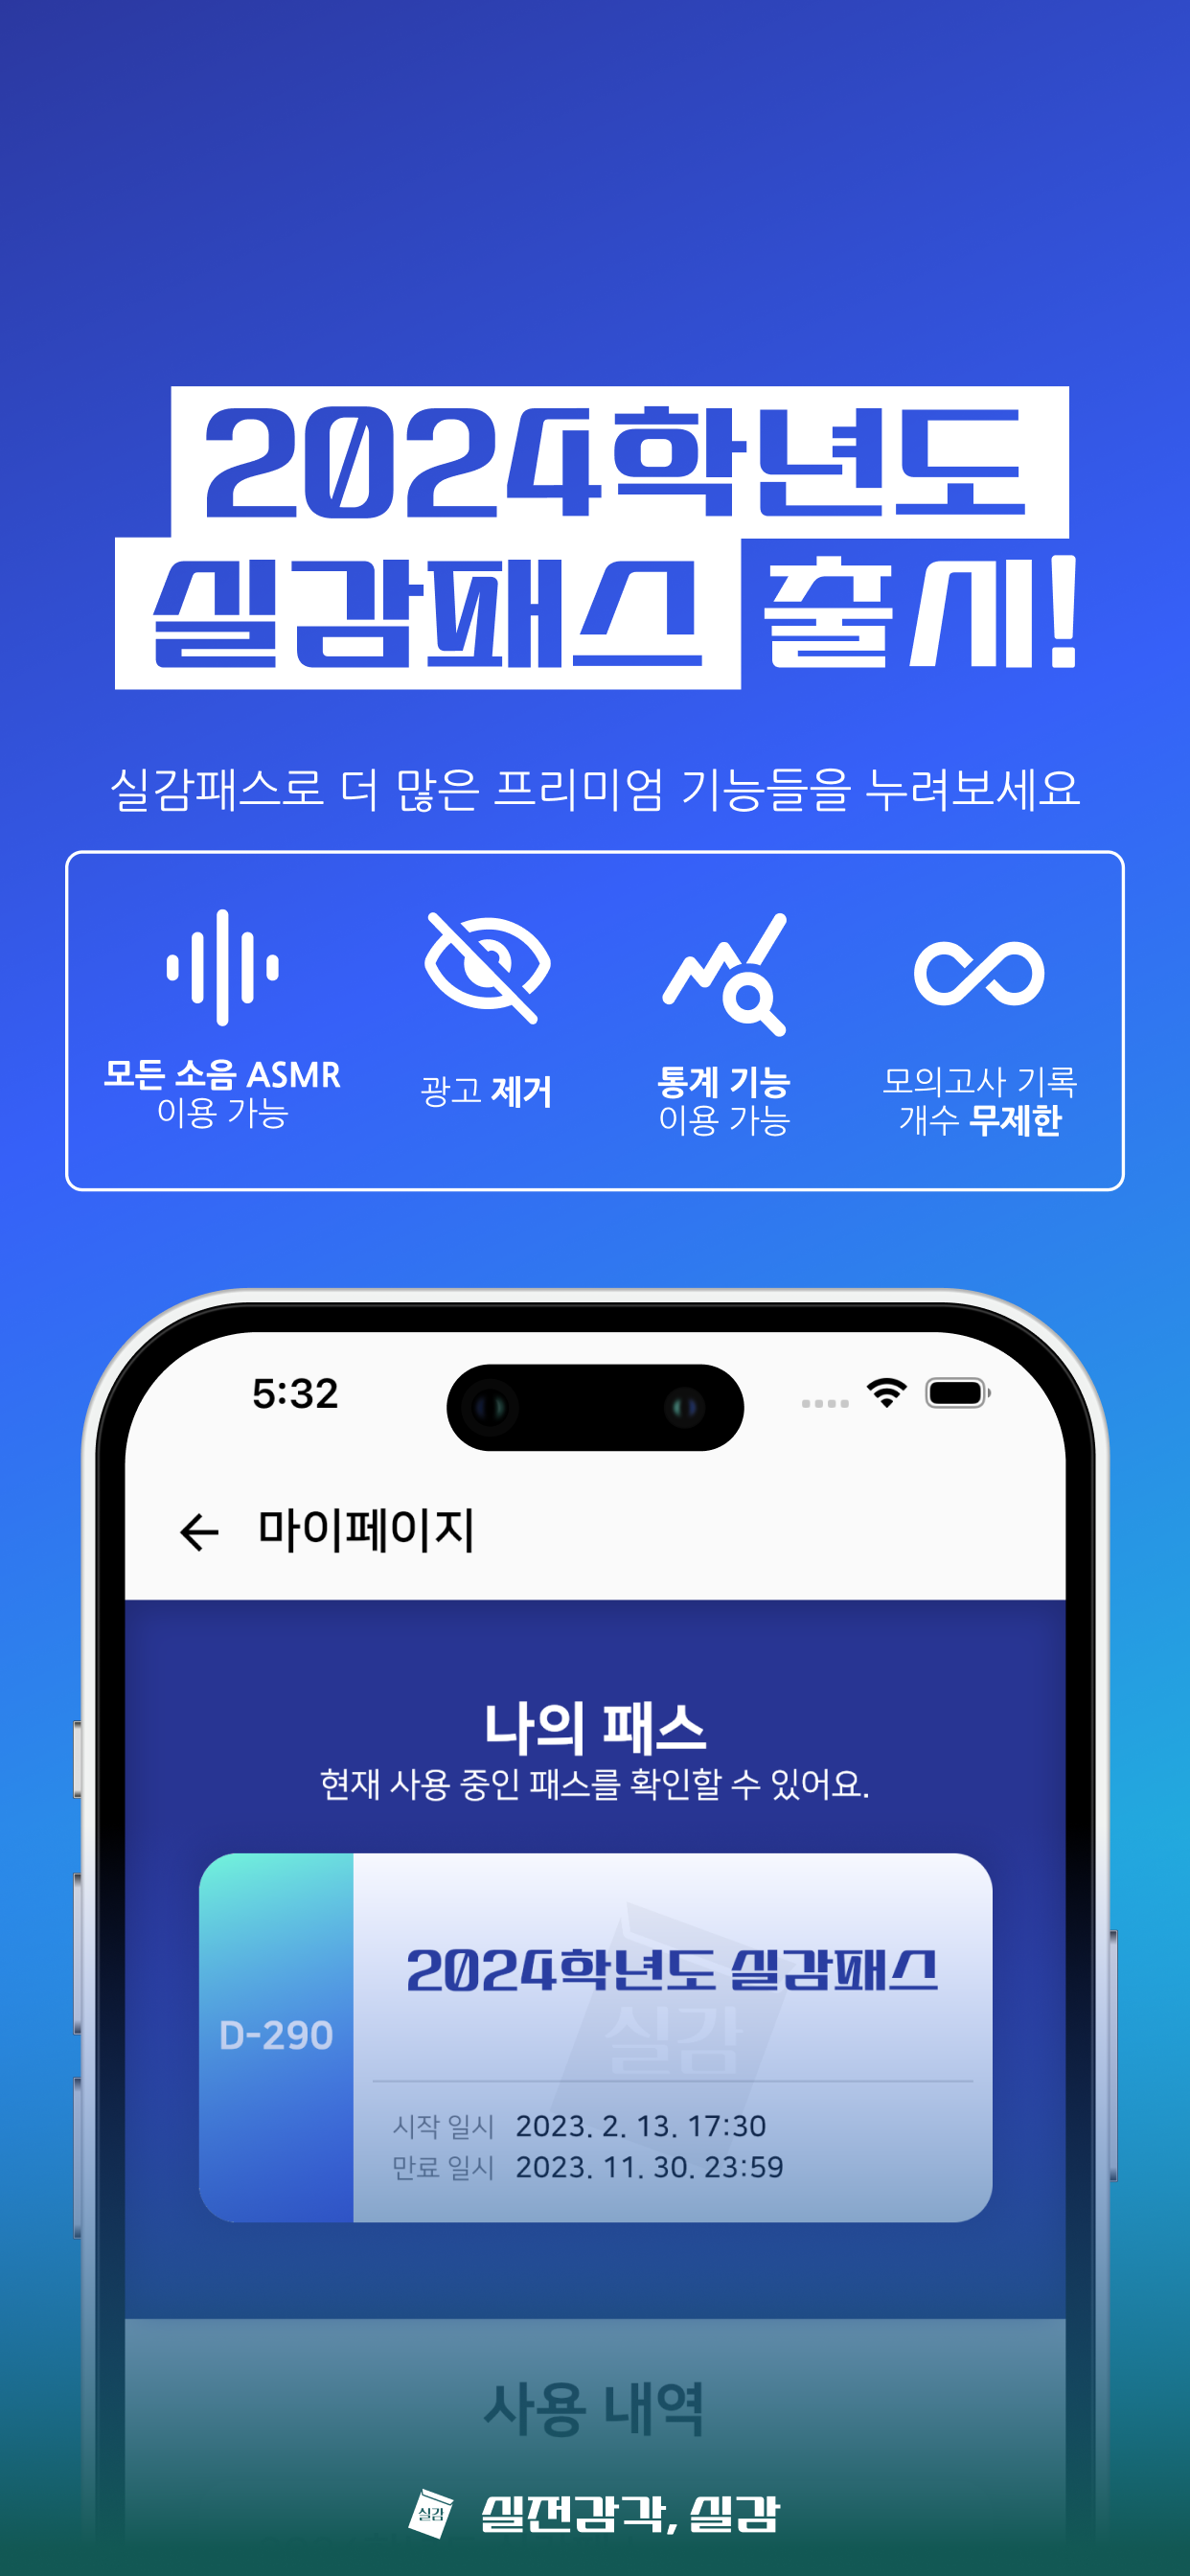 2024학년도
실감패스 출시!
실감패스로 더 많은 프리미엄 기능들을 누려보세요
모든 소음 ASMR
이용 가능
광고 제거
통계 기능
이용 가능
모의고사 기록
개수 무제한
5:32
마이페이지
나의 패스
현재 사용 중인 패스를 확인할 수 있어요.
2024학년도 실감패스
실감
D-290
시작 일시 2023. 2. 13. 17:30
만료 일시 2023. 11. 30. 23:59
사용 내역
실감
실전감각, 실감